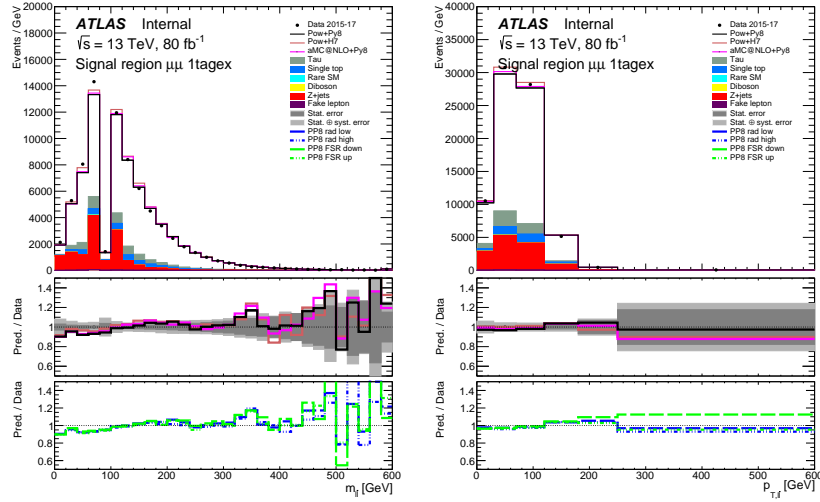 ATLAS Internal
√s = 13 TeV, 80 fb-1
Signal region μμ 1tagex
Data 2015-17
Pow+Py8
Pow+H7
aMC@NLO+Py8
Tau
Single top
Rare SM
Diboson
Z+jets
Fake lepton
Stat. error
Stat. ⊕ syst. error
PP8 rad low
PP8 rad high
PP8 FSR down
PP8 FSR up
Events / GeV
20000
18000
16000
14000
12000
10000
8000
6000
4000
2000
0
Pred. / Data
1.4
1.2
1
0.8
0.6
Pred. / Data
1.4
1.2
1
0.8
0.6
0 100 200 300 400 500 600
m_ll [GeV]
ATLAS Internal
√s = 13 TeV, 80 fb-1
Signal region μμ 1tagex
Data 2015-17
Pow+Py8
Pow+H7
aMC@NLO+Py8
Tau
Single top
Rare SM
Diboson
Z+jets
Fake lepton
Stat. error
Stat. ⊕ syst. error
PP8 rad low
PP8 rad high
PP8 FSR down
PP8 FSR up
Events / GeV
40000
35000
30000
25000
20000
15000
10000
5000
0
Pred. / Data
1.4
1.2
1
0.8
0.6
Pred. / Data
1.4
1.2
1
0.8
0.6
0 100 200 300 400 500 600
p_T,ll [GeV]